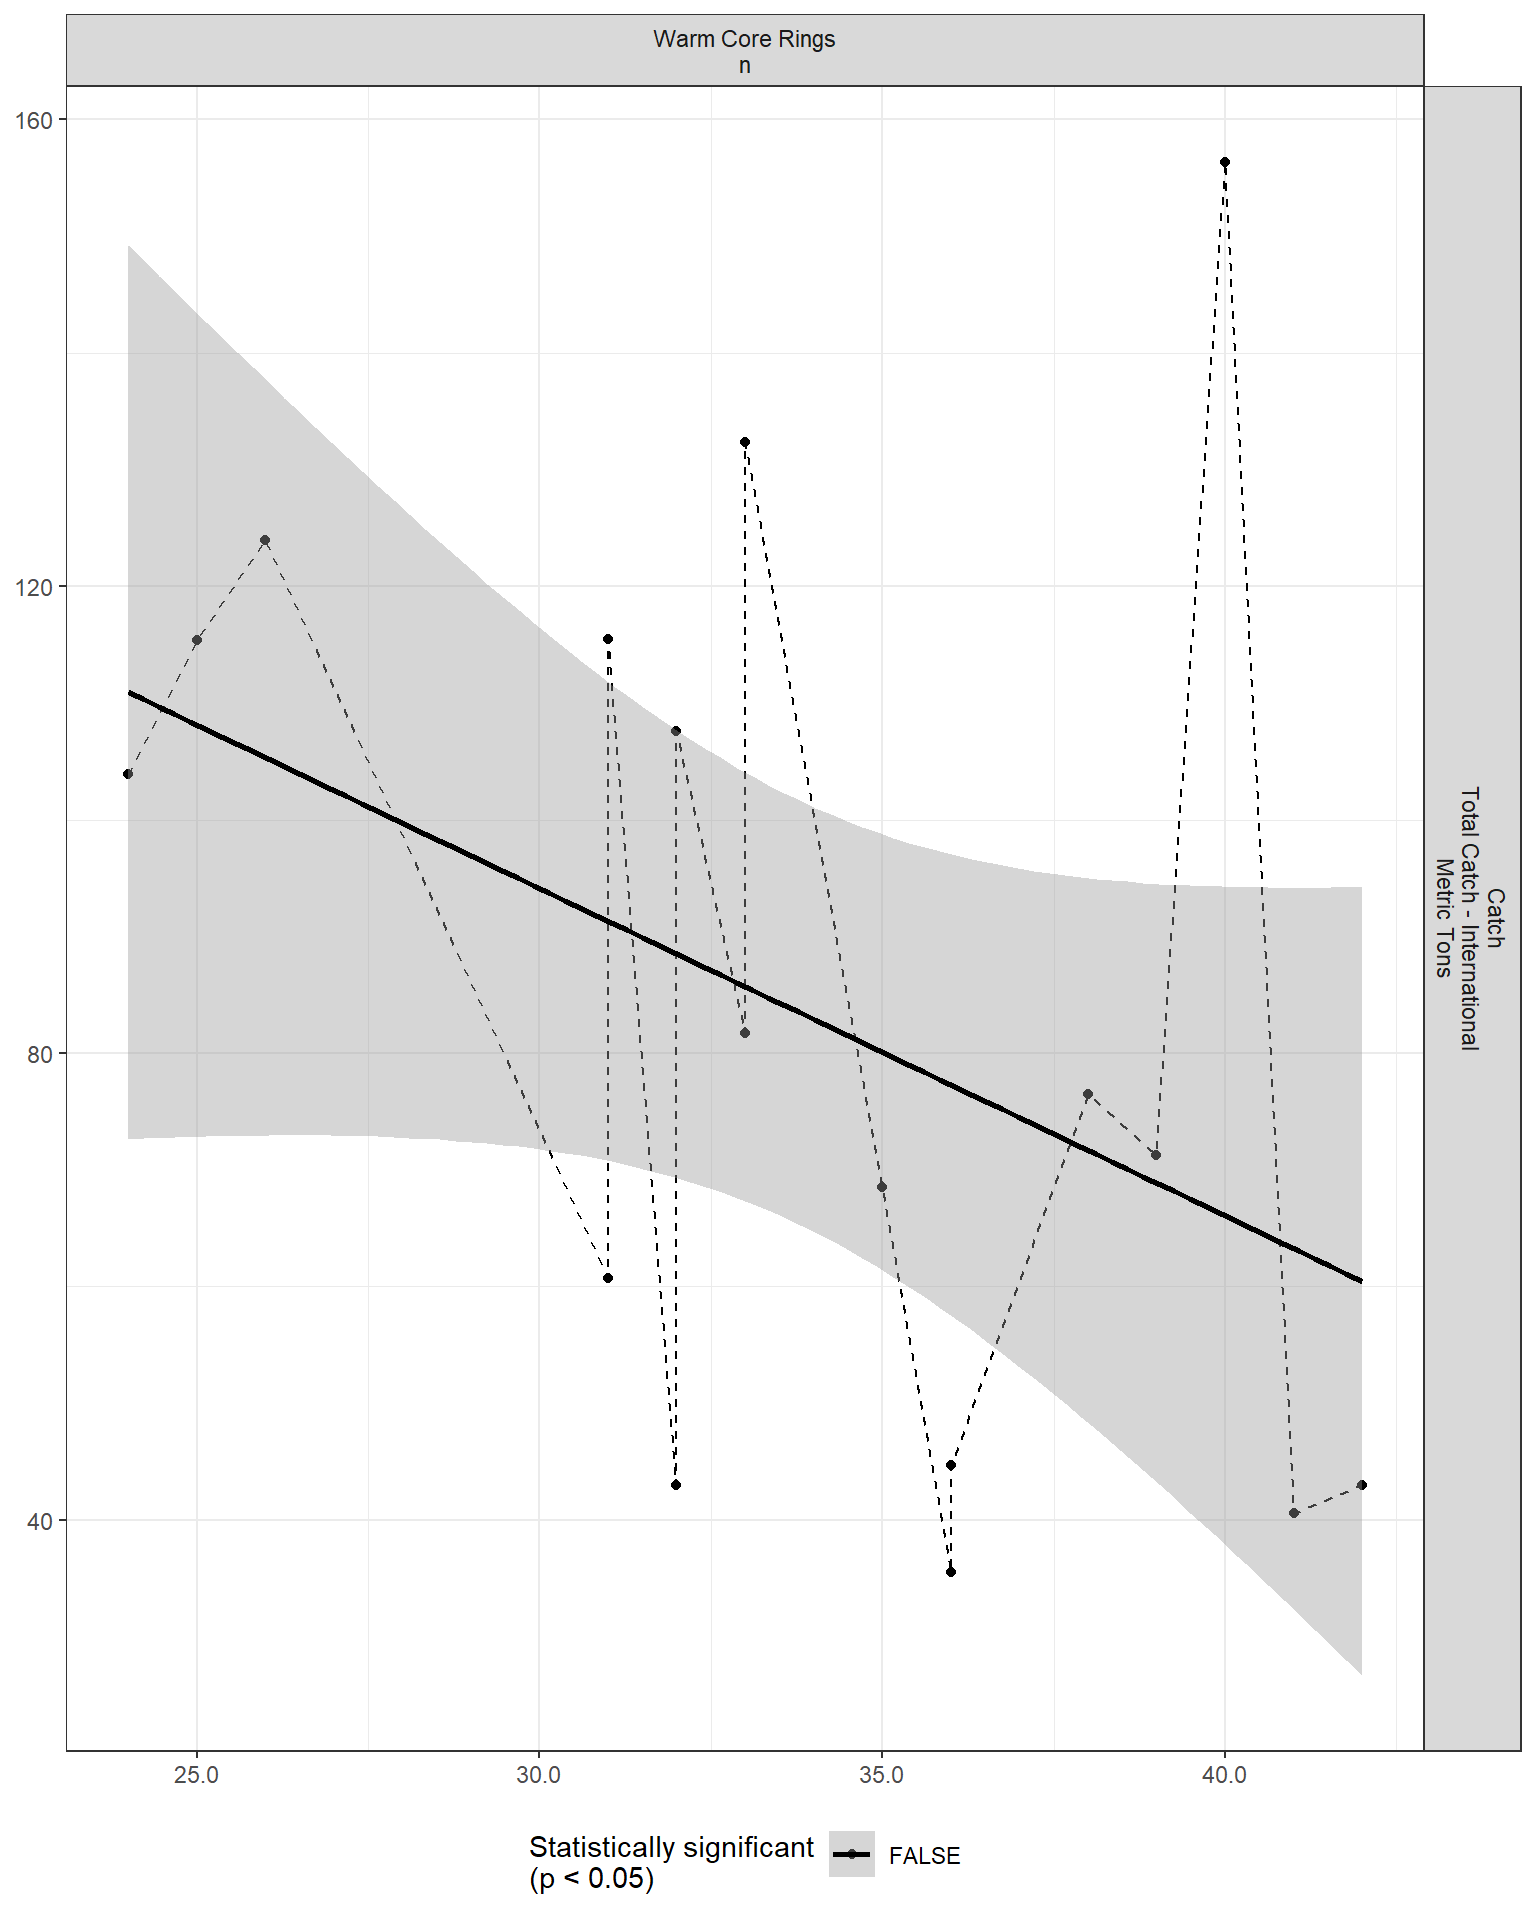 Warm Core Rings
n
160
120
80
40
Catch
Total Catch - International
Metric Tons
25.0
30.0
35.0
40.0
Statistically significant
(p < 0.05)
FALSE